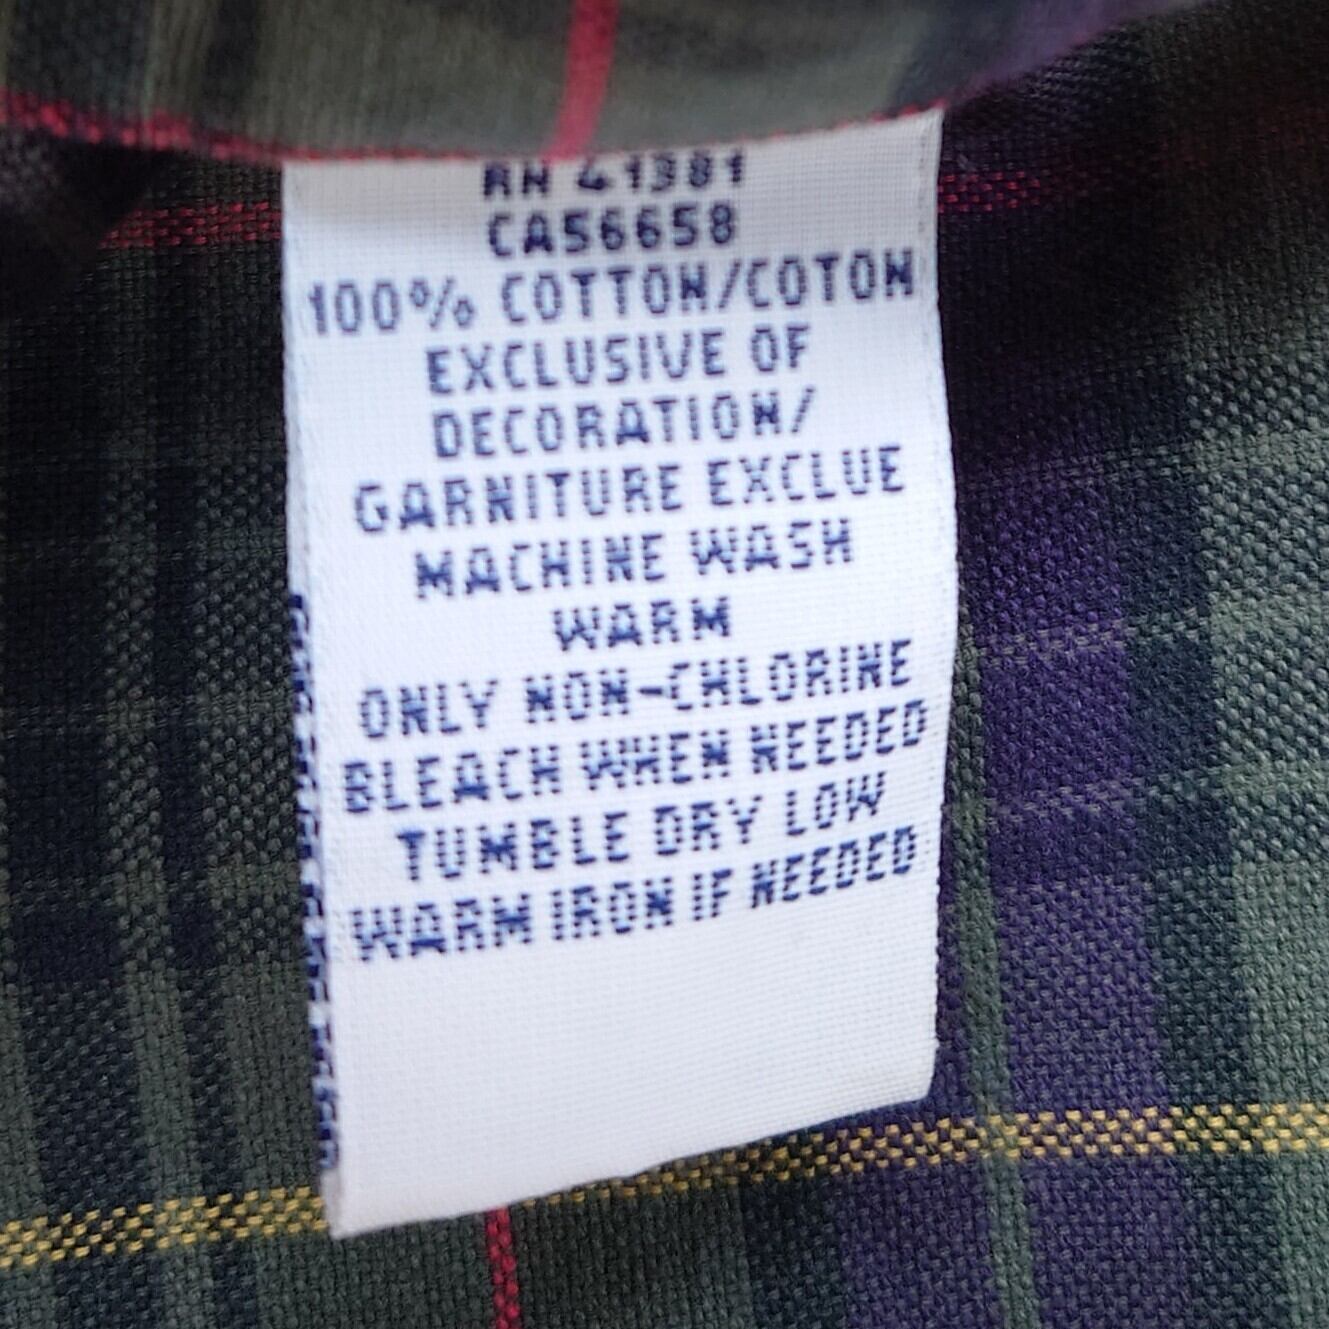 RN 41381
CA56658
100% COTTON/COTON
EXCLUSIVE OF
DECORATION/
GARNITURE EXCLUE
MACHINE WASH
WARM
ONLY NON-CHLORINE
BLEACH WHEN NEEDED
TUMBLE DRY LOW
WARM IRON IF NEEDED